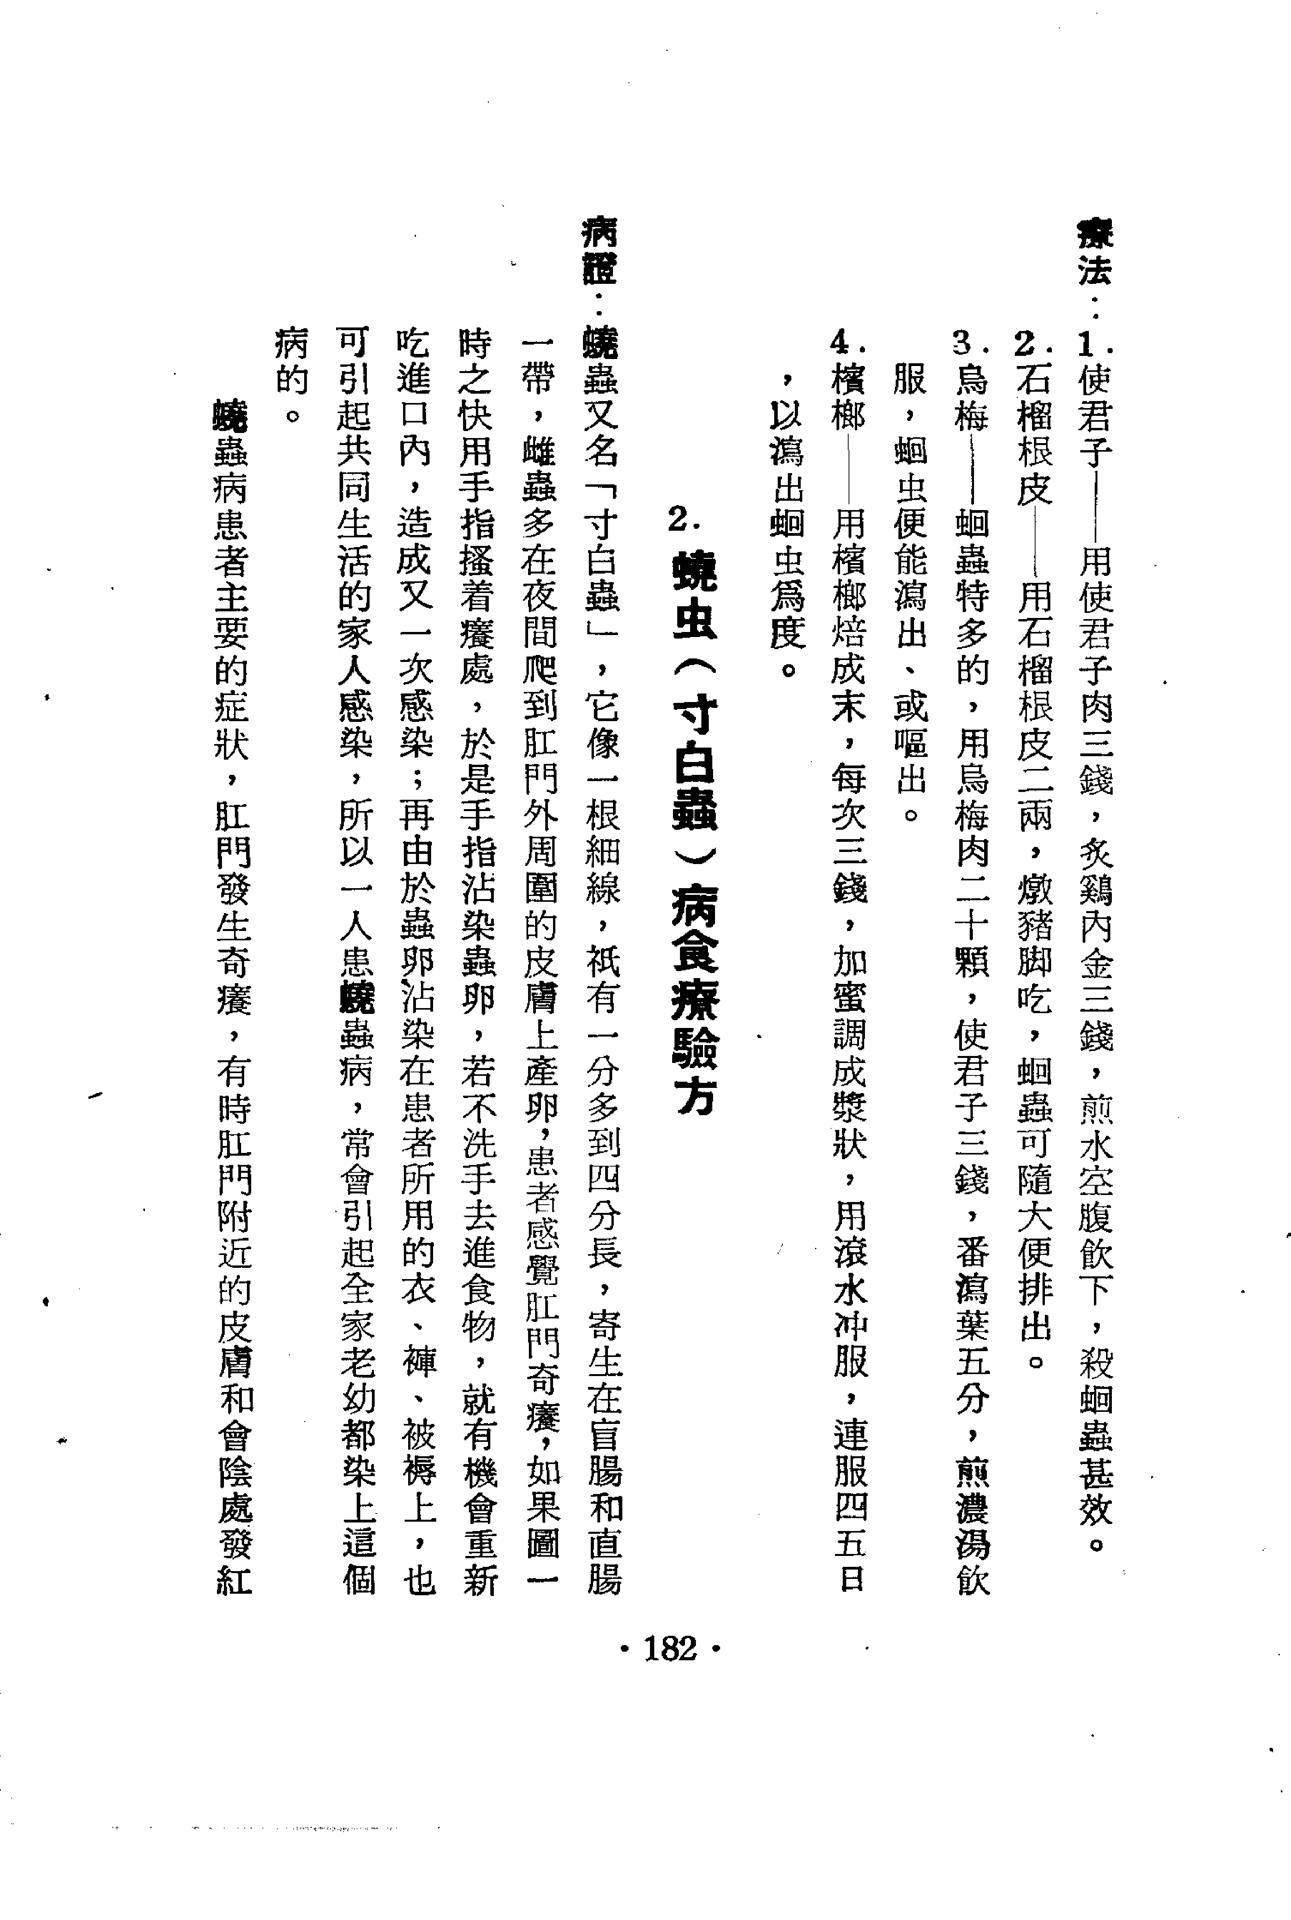 療法：1.使君子——用使君子肉三錢，炙鷄內金三錢，煎水空腹飲下，殺蛔蟲甚效。
2.石榴根皮——用石榴根皮二兩，燉豬脚吃，蛔蟲可隨大便排出。
3.烏梅——蛔蟲特多的，用烏梅肉二十顆，使君子三錢，番瀉葉五分，煎濃湯飲
服，蛔虫便能瀉出、或嘔出。
4.檳榔——用檳榔焙成末，每次三錢，加蜜調成漿狀，用滾水冲服，連服四五日
，以瀉出蛔虫爲度。
2.蟯虫（寸白蟲）病食療驗方
病證：蟯蟲又名「寸白蟲」，它像一根細線，祇有一分多到四分長，寄生在盲腸和直腸
一帶，雌蟲多在夜間爬到肛門外周圍的皮膚上產卵，患者感覺肛門奇癢，如果圖一
時之快用手指搔着癢處，於是手指沾染蟲卵，若不洗手去進食物，就有機會重新
吃進口內，造成又一次感染；再由於蟲卵沾染在患者所用的衣、褲、被褥上，也
可引起共同生活的家人感染，所以一人患蟯蟲病，常會引起全家老幼都染上這個
病的。
蟯蟲病患者主要的症狀，肛門發生奇癢，有時肛門附近的皮膚和會陰處發紅
·182·